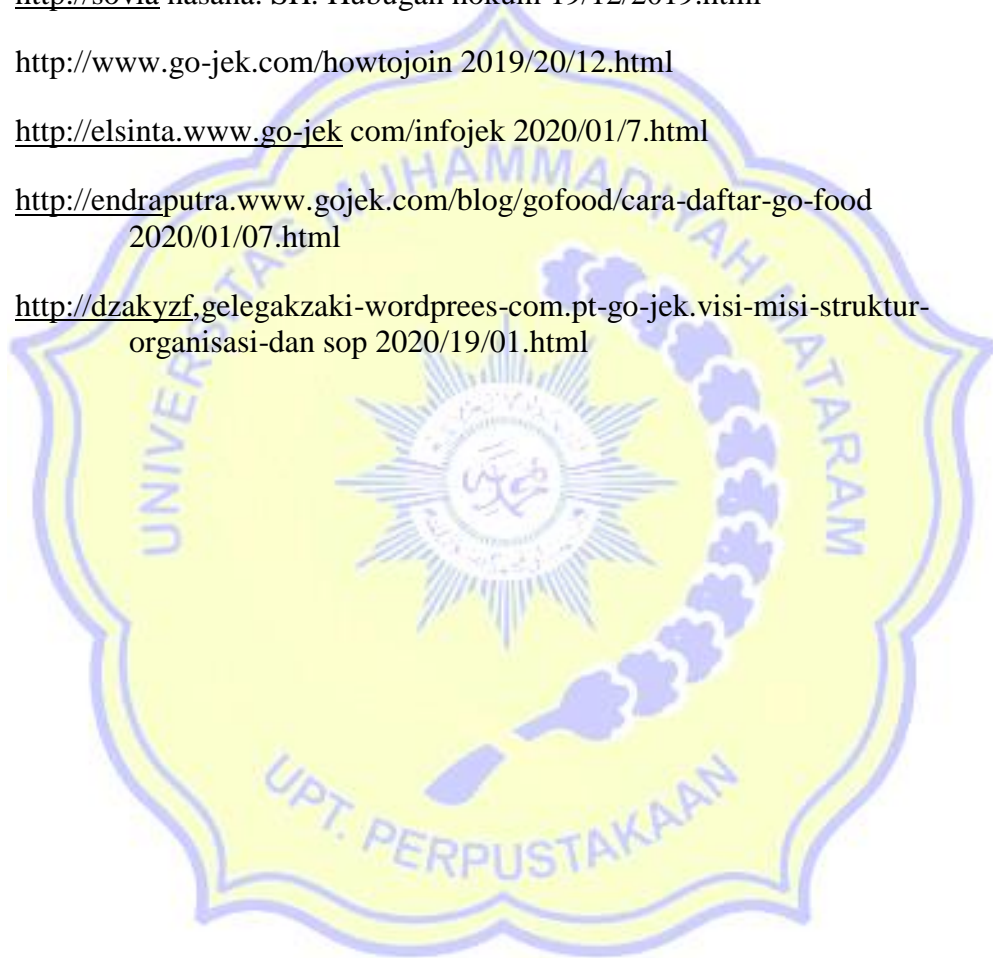 http://sovia hasana. SH. Hubugan hokum 19/12/2019.html
http://www.go-jek.com/howtojoin 2019/20/12.html
http://elsinta.www.go-jek com/infojek 2020/01/7.html
http://endraputra.www.gojek.com/blog/gofood/cara-daftar-go-food
2020/01/07.html
http://dzakyzf,gelegakzaki-wordprees-com.pt-go-jek.visi-misi-struktur-
organisasi-dan sop 2020/19/01.html
UNIVERSITAS MUHAMMADIYAH MATARAM
UPT. PERPUSTAKAAN